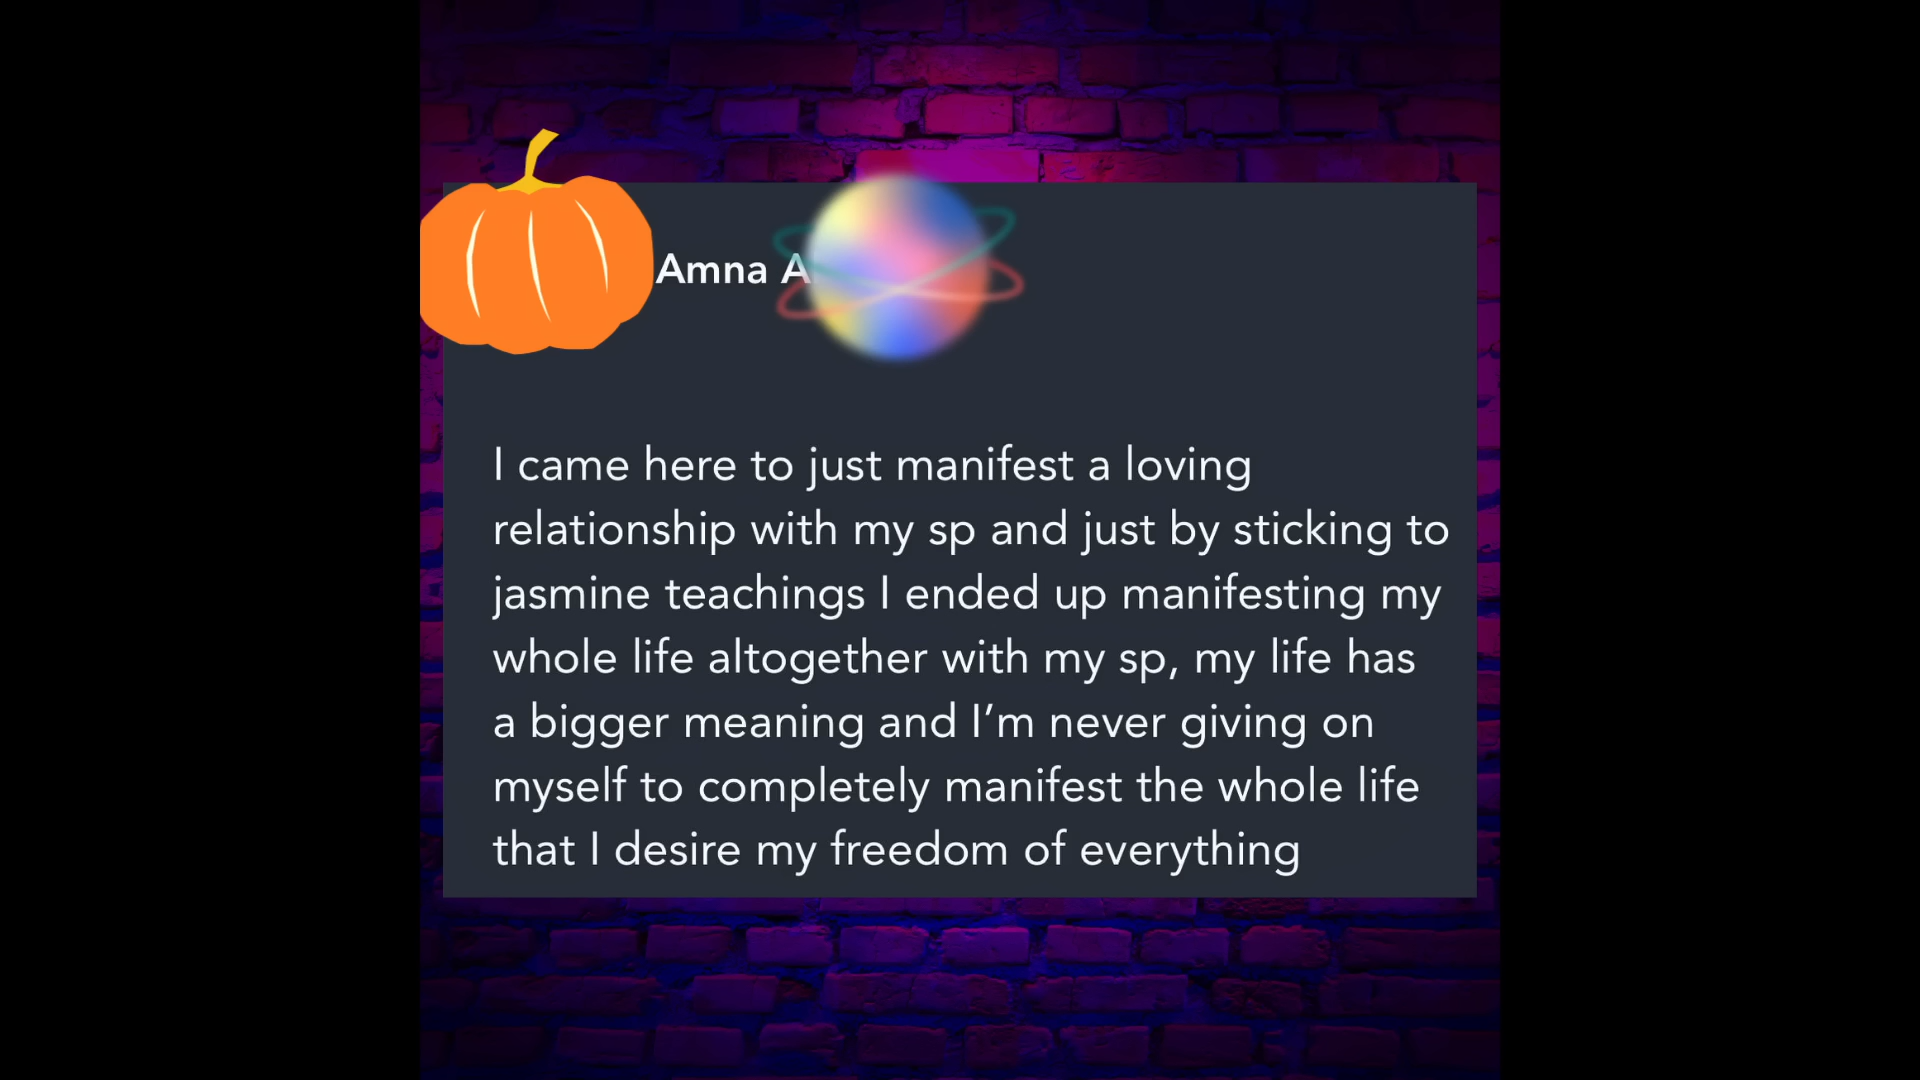 Amna A
I came here to just manifest a loving
relationship with my sp and just by sticking to
jasmine teachings I ended up manifesting my
whole life altogether with my sp, my life has
a bigger meaning and I’m never giving on
myself to completely manifest the whole life
that I desire my freedom of everything